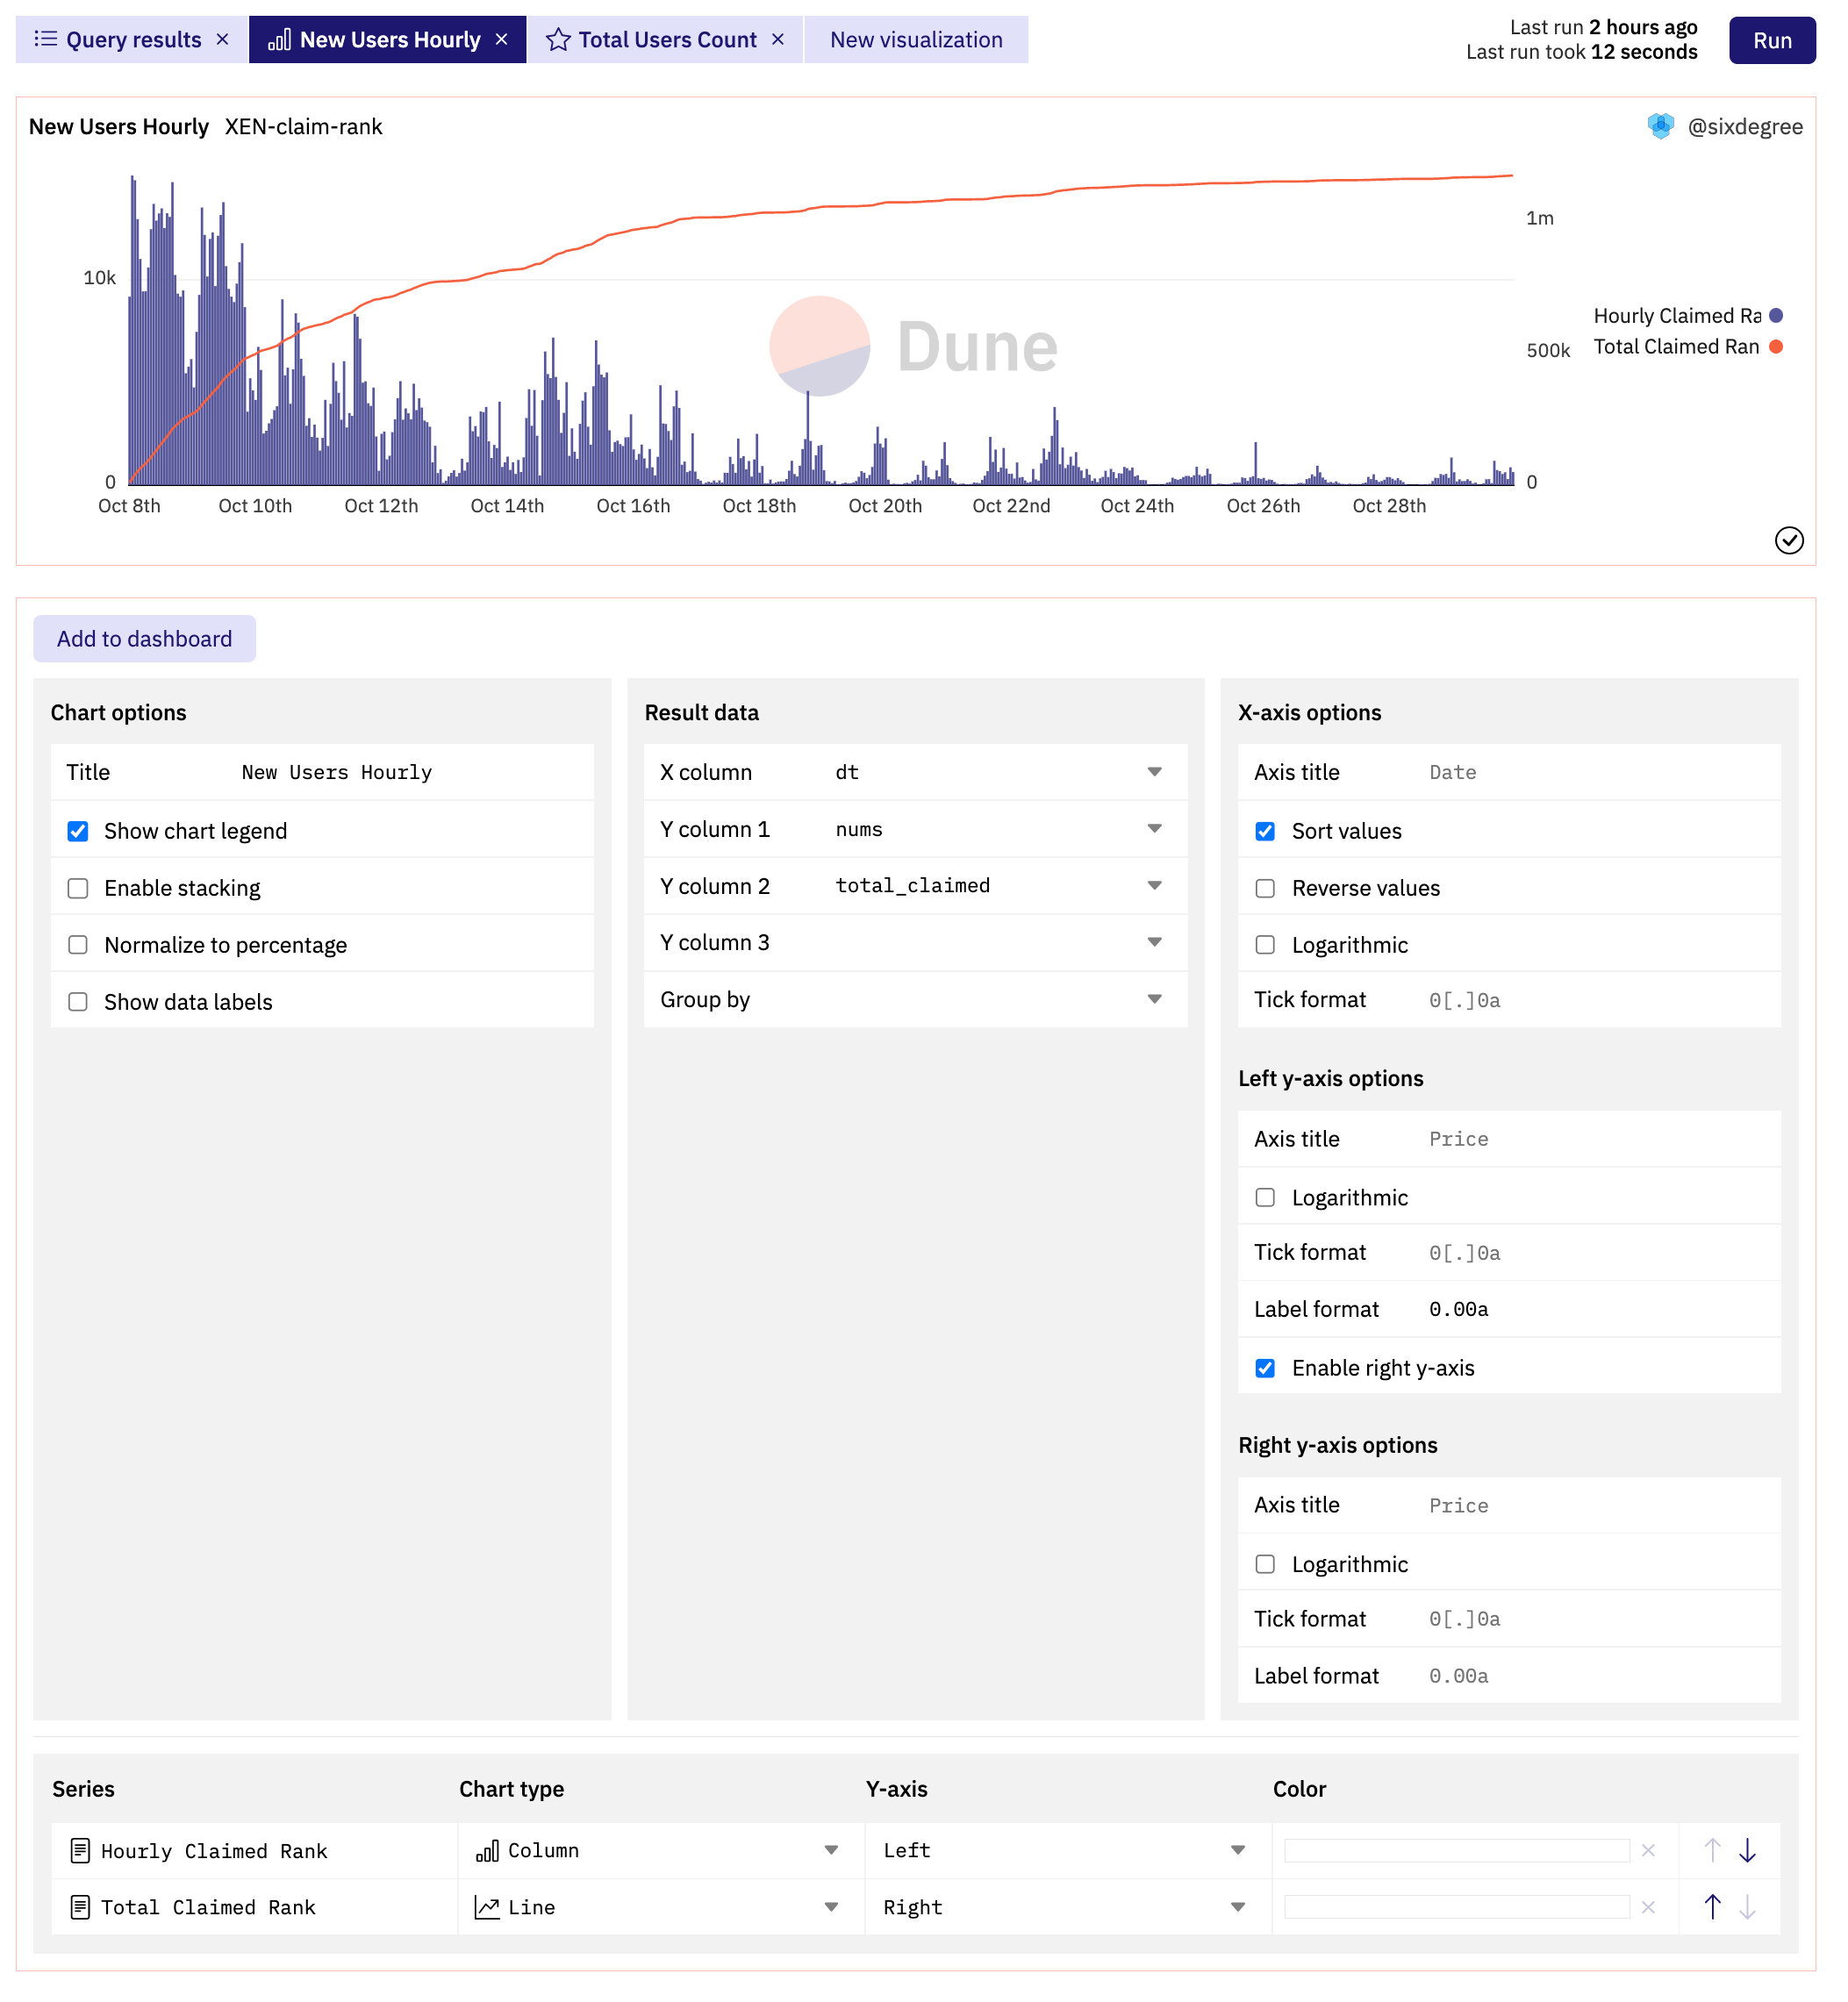 Query results
New Users Hourly
Total Users Count
New visualization
Last run 2 hours ago
Last run took 12 seconds
Run
New Users Hourly XEN-claim-rank
@sixdegree
10k
0
1m
500k
0
Dune
Hourly Claimed Ra
Total Claimed Ran
Oct 8th Oct 10th Oct 12th Oct 14th Oct 16th Oct 18th Oct 20th Oct 22nd Oct 24th Oct 26th Oct 28th
Add to dashboard
Chart options
Title New Users Hourly
Show chart legend
Enable stacking
Normalize to percentage
Show data labels
Result data
X column dt
Y column 1 nums
Y column 2 total_claimed
Y column 3
Group by
X-axis options
Axis title Date
Sort values
Reverse values
Logarithmic
Tick format 0[.]0a
Left y-axis options
Axis title Price
Logarithmic
Tick format 0[.]0a
Label format 0.00a
Enable right y-axis
Right y-axis options
Axis title Price
Logarithmic
Tick format 0[.]0a
Label format 0.00a
Series Chart type Y-axis Color
Hourly Claimed Rank Column Left
Total Claimed Rank Line Right